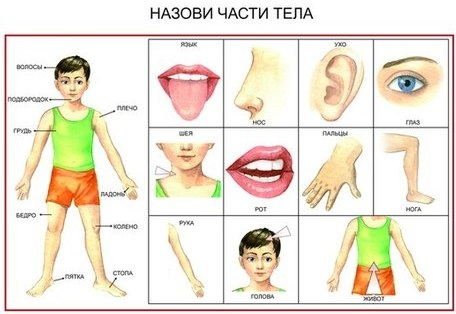 НАЗОВИ ЧАСТИ ТЕЛА
ВОЛОСЫ
ПОДБОРОДОК
ПЛЕЧО
ГРУДЬ
ЛАДОНЬ
БЕДРО
КОЛЕНО
ПЯТКА
СТОПА
ЯЗЫК
НОС
УХО
ГЛАЗ
ШЕЯ
РОТ
ПАЛЬЦЫ
НОГА
РУКА
ГОЛОВА
ЖИВОТ